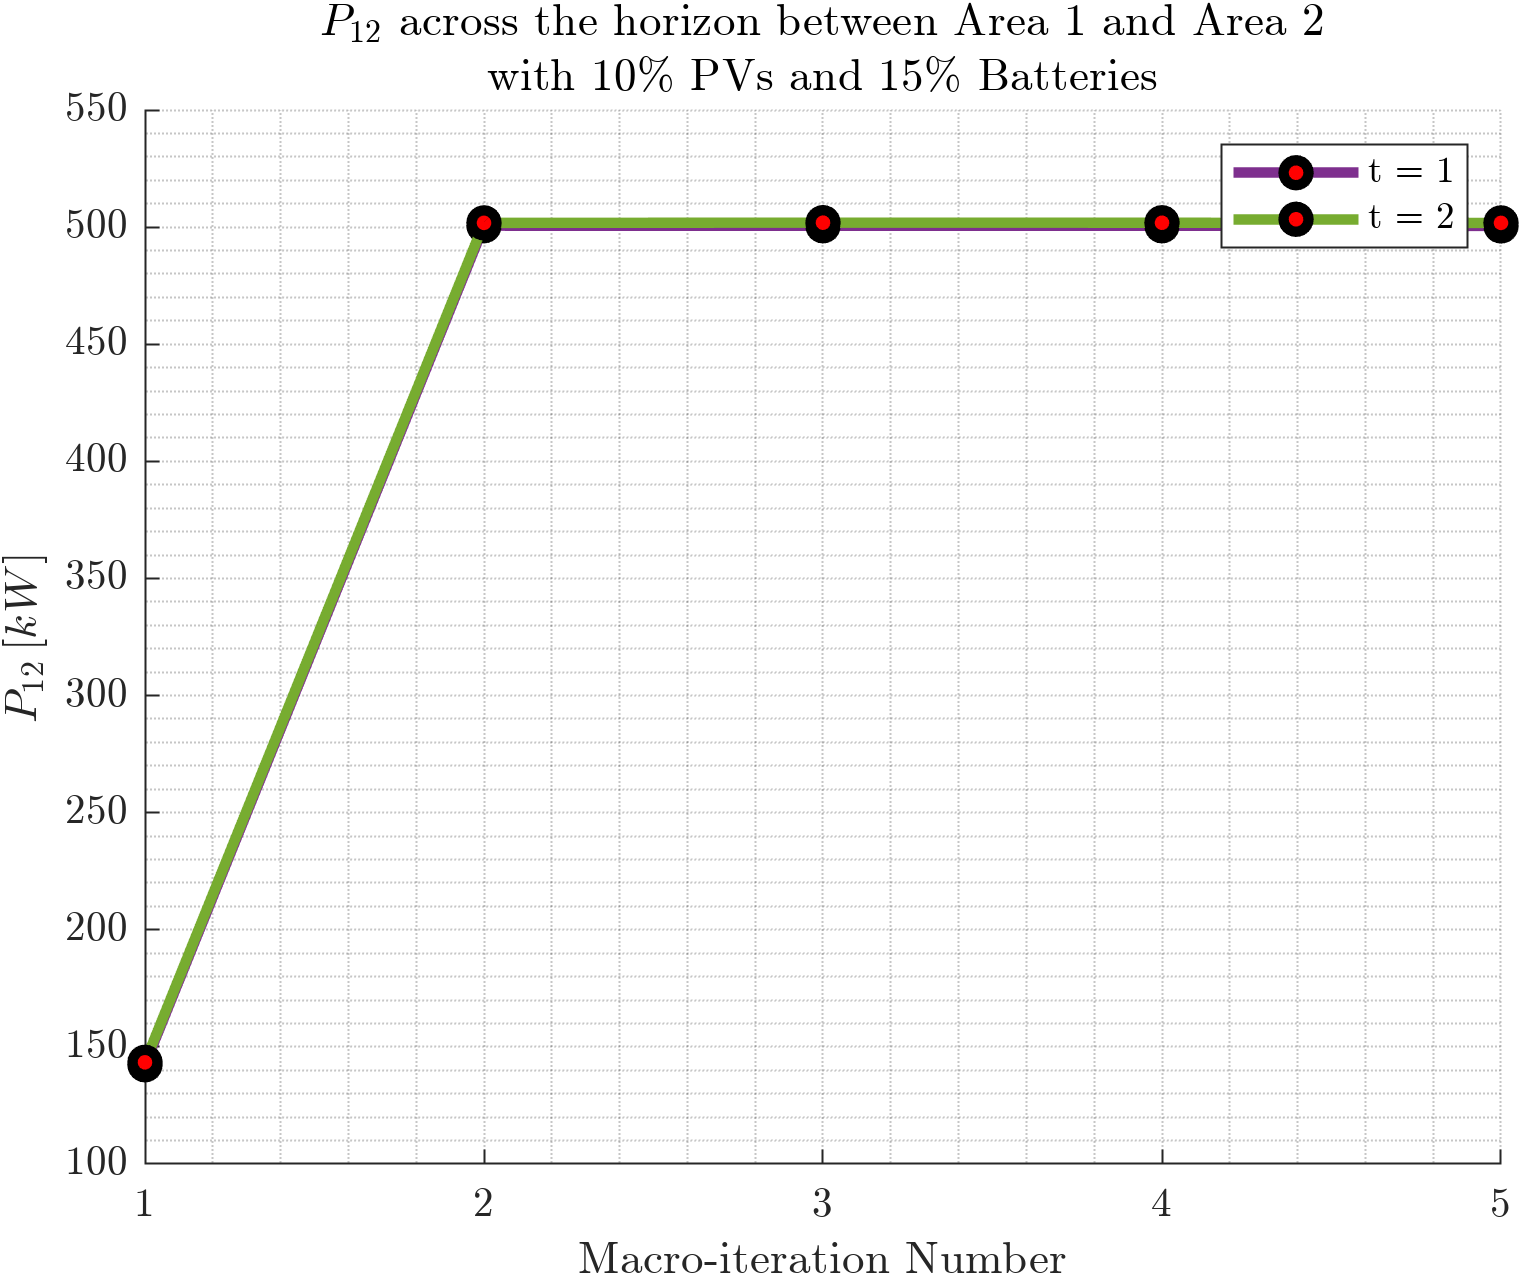 P₁₂ across the horizon between Area 1 and Area 2
with 10% PVs and 15% Batteries
550
500
450
400
350
300
250
200
150
100
P₁₂ [kW]
t = 1
t = 2
1 2 3 4 5
Macro-iteration Number